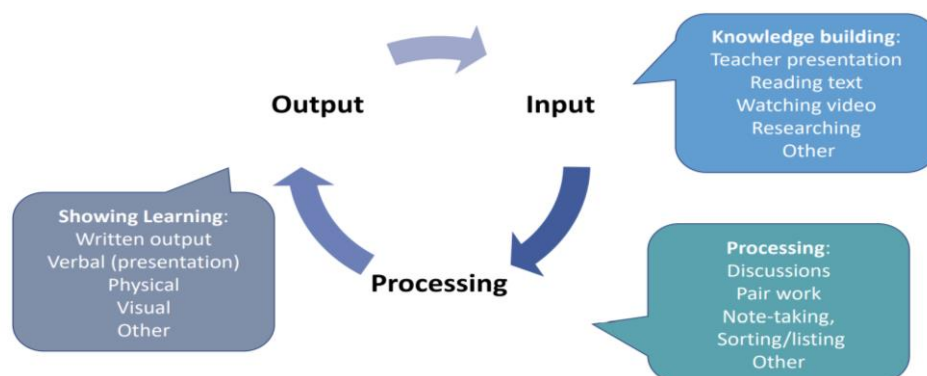 Output
Input
Processing
Knowledge building:
Teacher presentation
Reading text
Watching video
Researching
Other
Processing:
Discussions
Pair work
Note-taking,
Sorting/listing
Other
Showing Learning:
Written output
Verbal (presentation)
Physical
Visual
Other